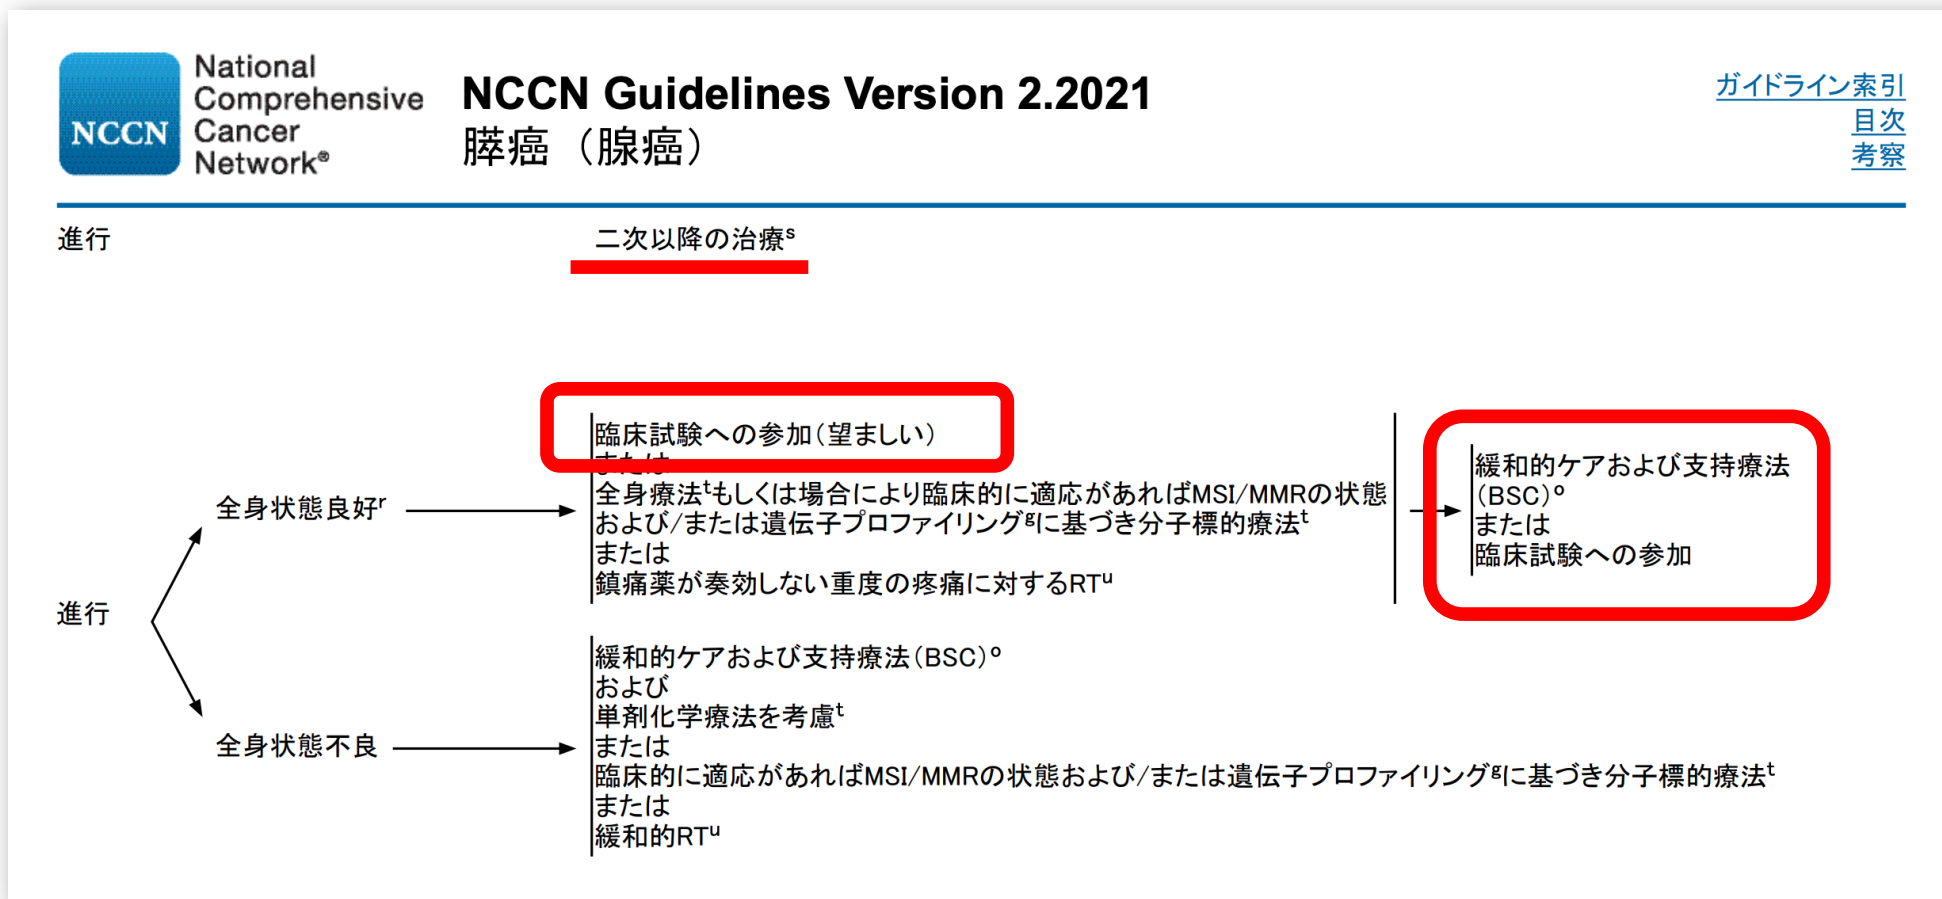 NCCN
National
Comprehensive
Cancer
Network®
NCCN Guidelines Version 2.2021
膵癌（腺癌）
ガイドライン索引
目次
考察
進行
二次以降の治療s
進行
全身状態良好r
臨床試験への参加（望ましい）
または
全身療法tもしくは場合により臨床的に適応があればMSI/MMRの状態
および/または遺伝子プロファイリングgに基づき分子標的療法t
または
鎮痛薬が奏効しない重度の疼痛に対するRTu
緩和的ケアおよび支持療法
（BSC）o
または
臨床試験への参加
全身状態不良
緩和的ケアおよび支持療法（BSC）o
および
単剤化学療法を考慮t
または
臨床的に適応があればMSI/MMRの状態および/または遺伝子プロファイリングgに基づき分子標的療法t
または
緩和的RTu